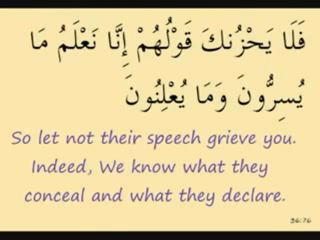 فَلَا يَحْزُنكَ قَوْلُهُمْ إِنَّا نَعْلَمُ مَا
يُسِرُّونَ وَمَا يُعْلِنُونَ
So let not their speech grieve you.
Indeed, We know what they
conceal and what they declare.
36:76